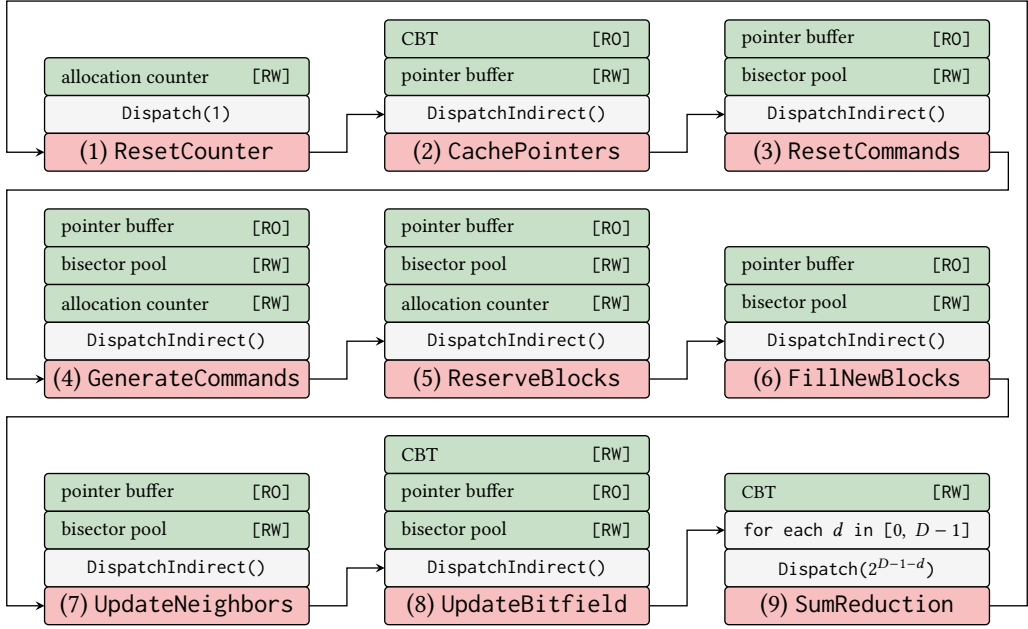 allocation counter [RW]
Dispatch(1)
(1) ResetCounter
CBT [RO]
pointer buffer [RW]
DispatchIndirect()
(2) CachePointers
pointer buffer [RO]
bisector pool [RW]
DispatchIndirect()
(3) ResetCommands
pointer buffer [RO]
bisector pool [RW]
allocation counter [RW]
DispatchIndirect()
(4) GenerateCommands
pointer buffer [RO]
bisector pool [RW]
allocation counter [RW]
DispatchIndirect()
(5) ReserveBlocks
pointer buffer [RO]
bisector pool [RW]
DispatchIndirect()
(6) FillNewBlocks
pointer buffer [RO]
bisector pool [RW]
DispatchIndirect()
(7) UpdateNeighbors
CBT [RW]
pointer buffer [RO]
bisector pool [RW]
DispatchIndirect()
(8) UpdateBitfield
CBT [RW]
for each d in [0, D − 1]
Dispatch(2^{D−1−d})
(9) SumReduction